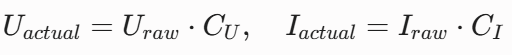 U_{actual} = U_{raw} · C_U, I_{actual} = I_{raw} · C_I